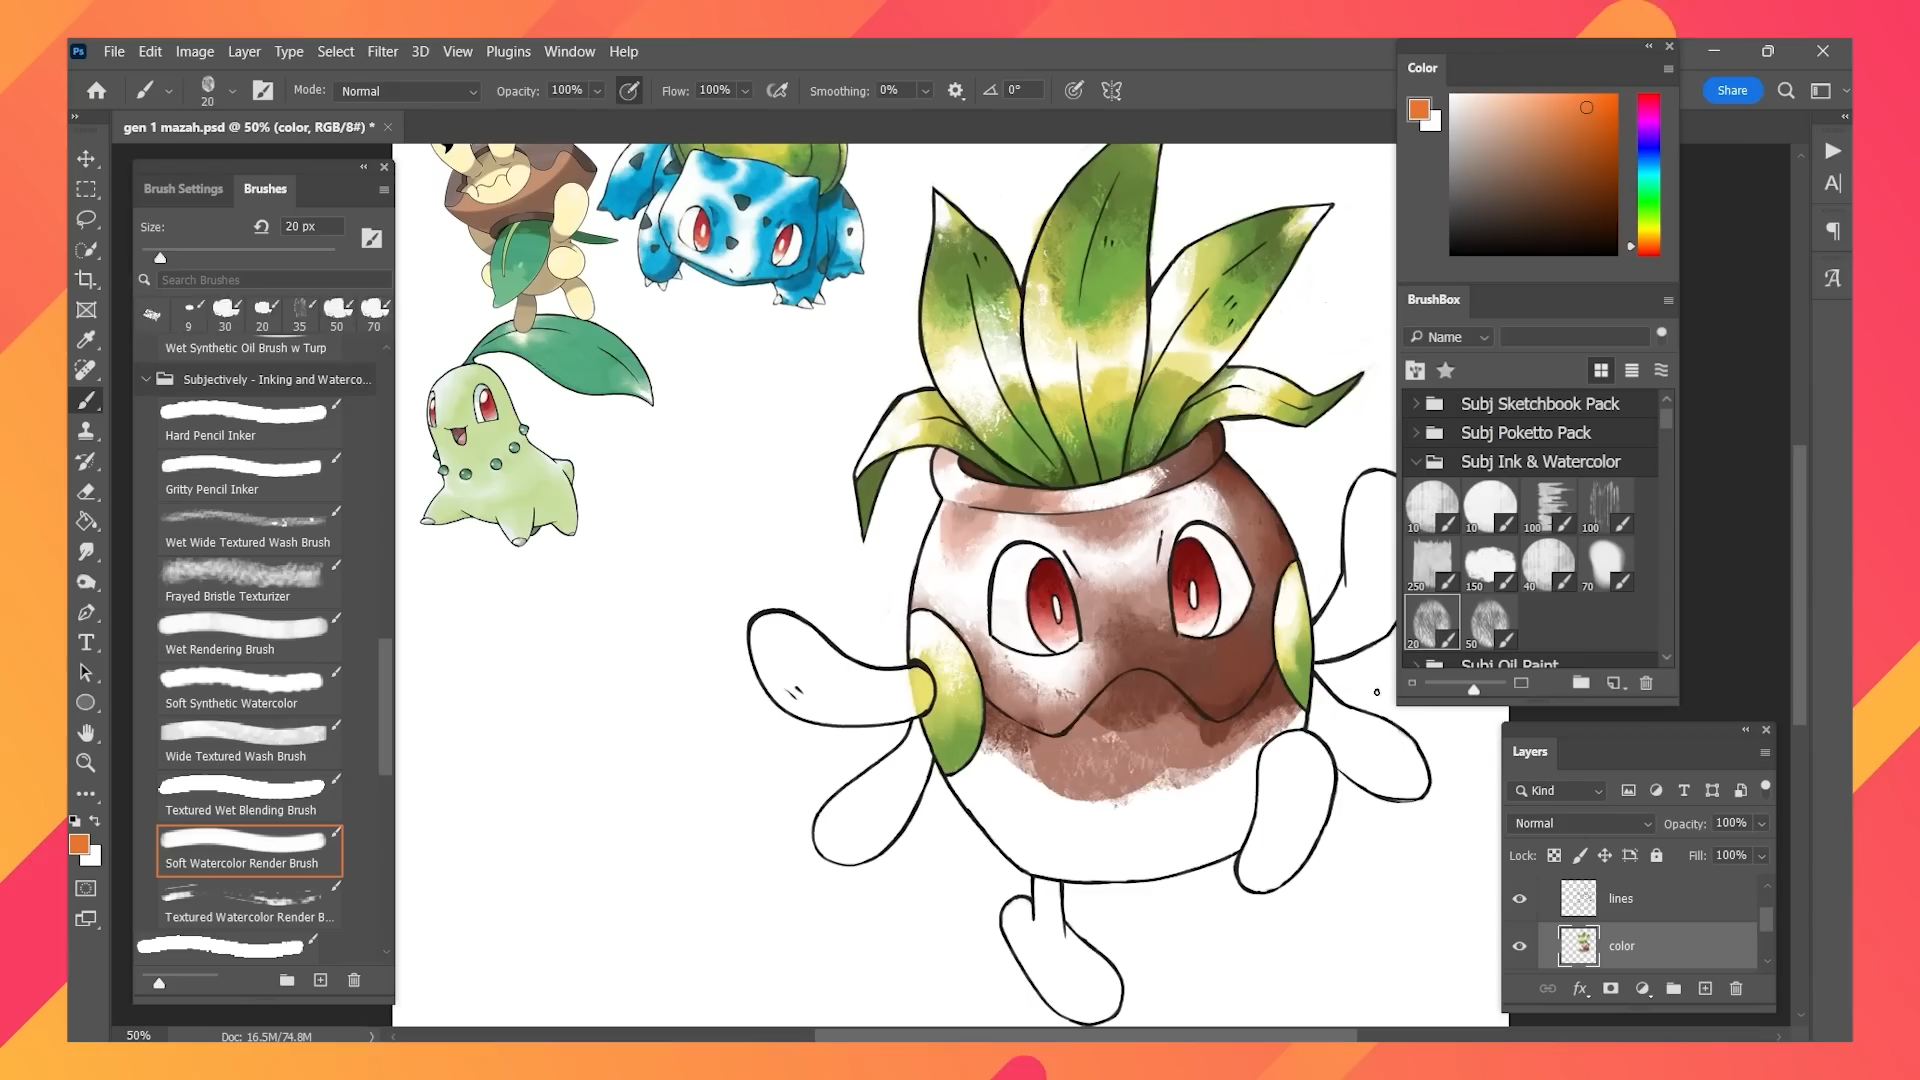 Ps File Edit Image Layer Type Select Filter 3D View Plugins Window Help
20 Mode: Normal Opacity: 100% Flow: 100% Smoothing: 0% 0° Share
gen 1 mazah.psd @ 50% (color, RGB/8#) *
Brush Settings Brushes
Size: 20 px
Search Brushes
9 30 20 35 50 70
Wet Synthetic Oil Brush w Turp
Subjectively - Inking and Waterco...
Hard Pencil Inker
Gritty Pencil Inker
Wet Wide Textured Wash Brush
Frayed Bristle Texturizer
Wet Rendering Brush
Soft Synthetic Watercolor
Wide Textured Wash Brush
Textured Wet Blending Brush
Soft Watercolor Render Brush
Textured Watercolor Render B...
50% Doc: 16.5M/74.8M
Color
BrushBox
Name
Subj Sketchbook Pack
Subj Poketto Pack
Subj Ink & Watercolor
10 10 100 100
250 150 40 70
20 50
Subj Oil Paint
Layers
Kind
Normal Opacity: 100%
Lock: Fill: 100%
lines
color
fx